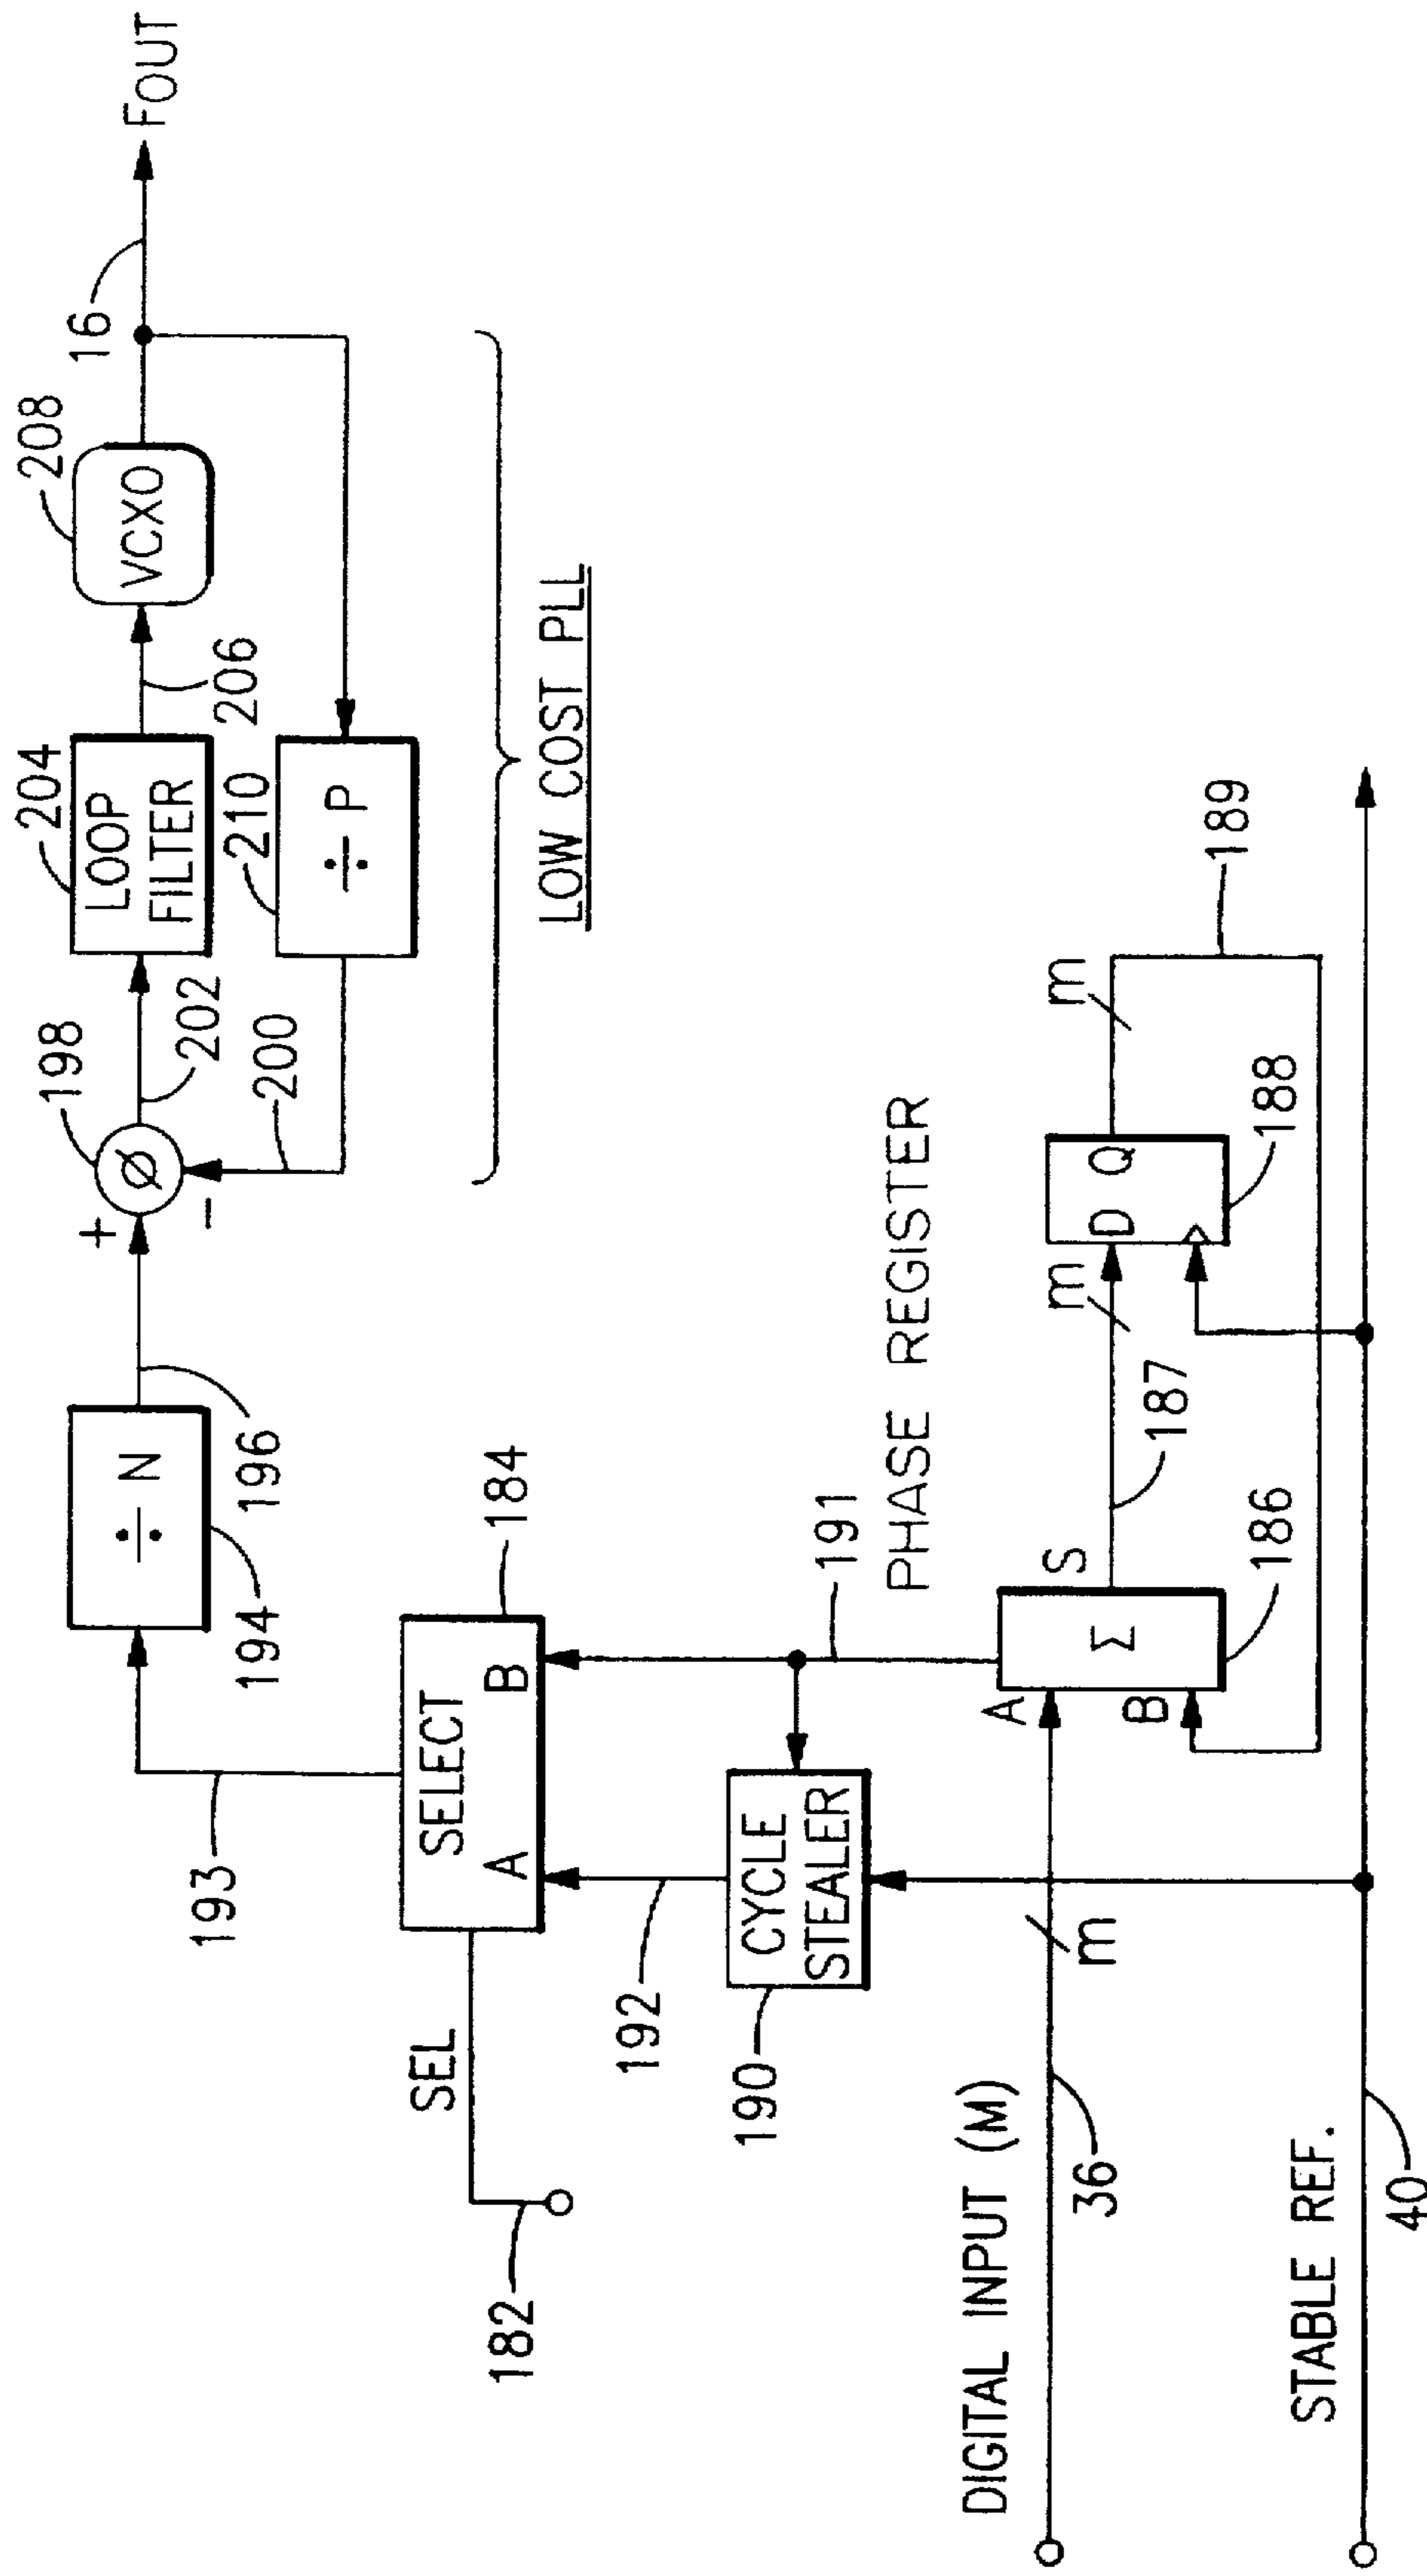 FOUT
16
208
VCXO
206
204
LOOP
FILTER
210
÷ P
202
198
Ø
+
-
200
LOW COST PLL
÷ N
196
194
193
SELECT
A
B
184
SEL
182
191
192
CYCLE
STEALER
190
PHASE REGISTER
A
B
Σ
S
186
187
m
D Q
188
m
189
DIGITAL INPUT (M)
36
m
STABLE REF.
40